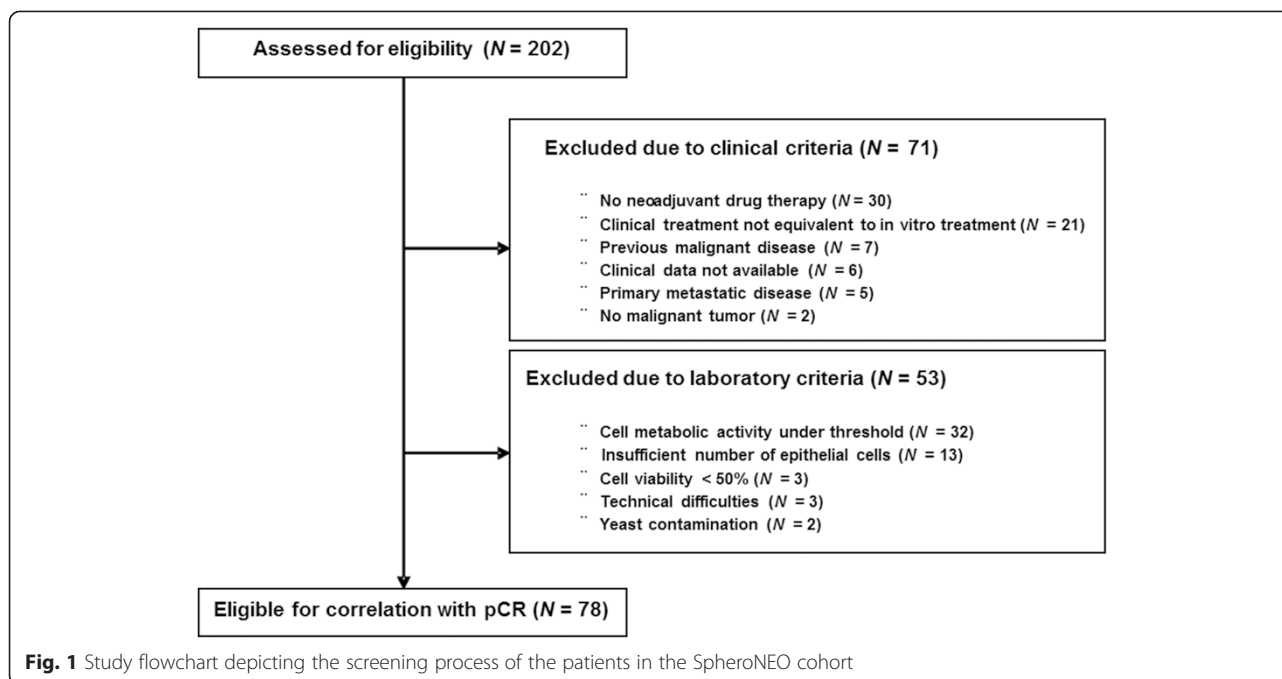 Assessed for eligibility (N = 202)
Excluded due to clinical criteria (N = 71)
¨ No neoadjuvant drug therapy (N = 30)
¨ Clinical treatment not equivalent to in vitro treatment (N = 21)
¨ Previous malignant disease (N = 7)
¨ Clinical data not available (N = 6)
¨ Primary metastatic disease (N = 5)
¨ No malignant tumor (N = 2)
Excluded due to laboratory criteria (N = 53)
¨ Cell metabolic activity under threshold (N = 32)
¨ Insufficient number of epithelial cells (N = 13)
¨ Cell viability < 50% (N = 3)
¨ Technical difficulties (N = 3)
¨ Yeast contamination (N = 2)
Eligible for correlation with pCR (N = 78)
Fig. 1 Study flowchart depicting the screening process of the patients in the SpheroNEO cohort